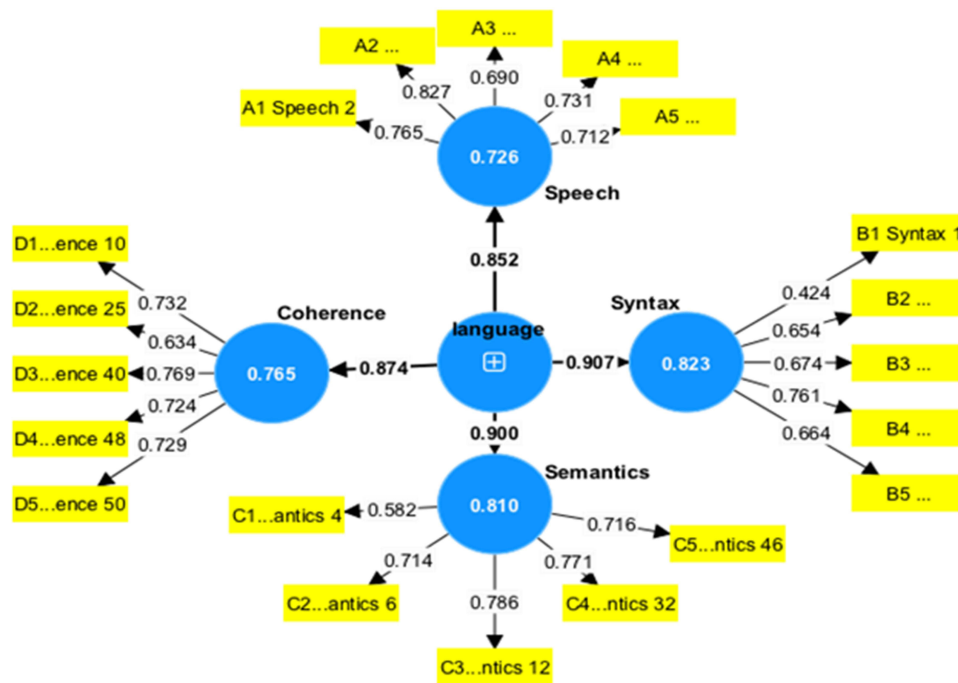 A3 ...
A2 ...
A4 ...
0.690
0.827
0.731
A1 Speech 2
0.765
0.712
A5 ...
0.726
Speech
D1...ence 10
B1 Syntax 1
0.852
0.732
Coherence
Syntax
0.424
D2...ence 25
B2 ...
0.634
language
0.654
D3...ence 40
0.769
0.765
0.874
0.907
0.823
0.674
B3 ...
0.724
0.761
D4...ence 48
0.729
0.900
0.664
B4 ...
Semantics
D5...ence 50
B5 ...
C1...antics 4
0.582
0.810
0.716
C5...ntics 46
0.714
0.771
C2...antics 6
0.786
C4...ntics 32
C3...ntics 12